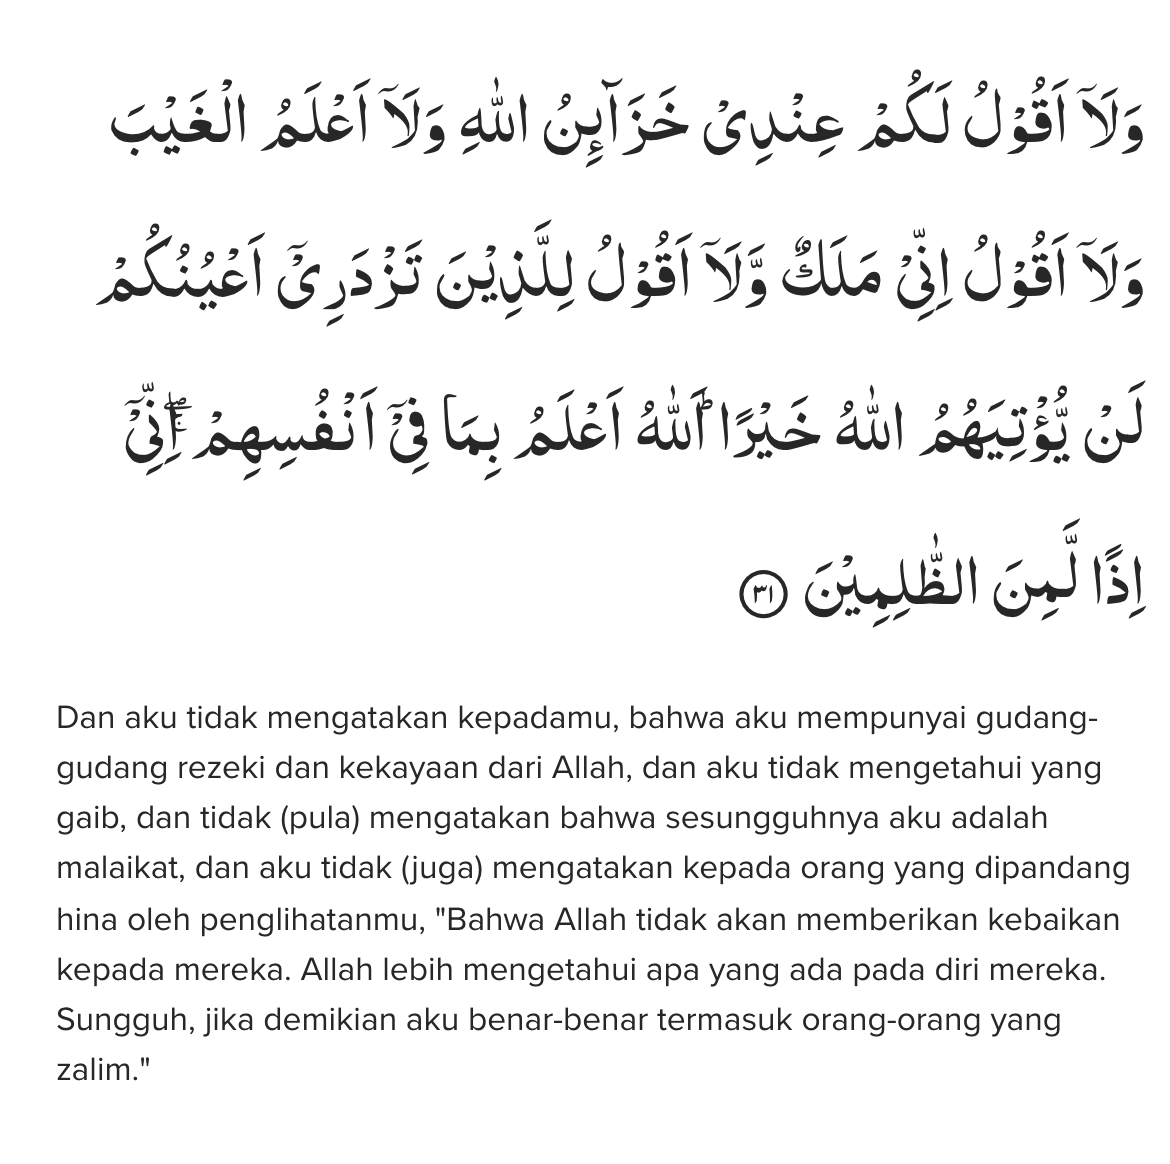 وَلَآ اَقُوْلُ لَكُمْ عِنْدِيْ خَزَاۤىِٕنُ اللّٰهِ وَلَآ اَعْلَمُ الْغَيْبَ
وَلَآ اَقُوْلُ اِنِّيْ مَلَكٌ وَّلَآ اَقُوْلُ لِلَّذِيْنَ تَزْدَرِيْٓ اَعْيُنُكُمْ
لَنْ يُّؤْتِيَهُمُ اللّٰهُ خَيْرًا ۗ اَللّٰهُ اَعْلَمُ بِمَا فِيْٓ اَنْفُسِهِمْ ۚاِنِّيْٓ
اِذًا لَّمِنَ الظّٰلِمِيْنَ ٣١
Dan aku tidak mengatakan kepadamu, bahwa aku mempunyai gudang-
gudang rezeki dan kekayaan dari Allah, dan aku tidak mengetahui yang
gaib, dan tidak (pula) mengatakan bahwa sesungguhnya aku adalah
malaikat, dan aku tidak (juga) mengatakan kepada orang yang dipandang
hina oleh penglihatanmu, "Bahwa Allah tidak akan memberikan kebaikan
kepada mereka. Allah lebih mengetahui apa yang ada pada diri mereka.
Sungguh, jika demikian aku benar-benar termasuk orang-orang yang
zalim."